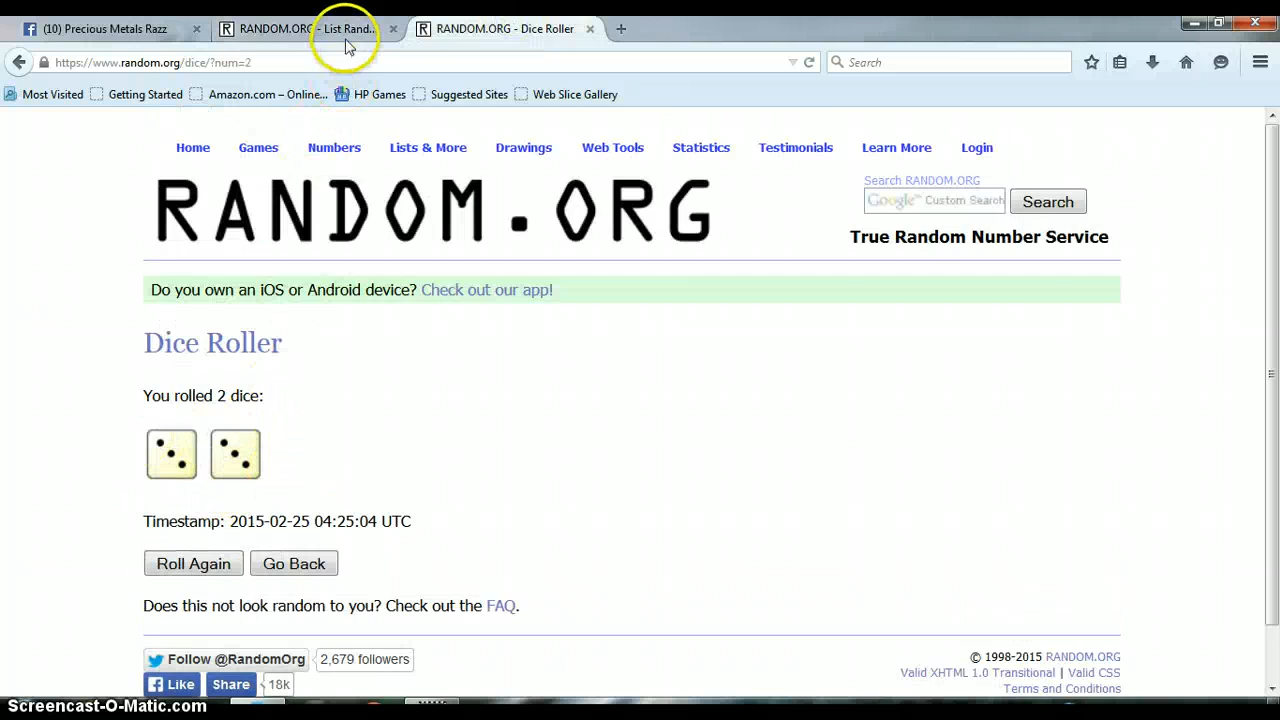 (10) Precious Metals Razz
RANDOM.ORG - List Rand...
RANDOM.ORG - Dice Roller
https://www.random.org/dice/?num=2
Search
Most Visited
Getting Started
Amazon.com – Online...
HP Games
Suggested Sites
Web Slice Gallery
Home
Games
Numbers
Lists & More
Drawings
Web Tools
Statistics
Testimonials
Learn More
Login
RANDOM.ORG
Search RANDOM.ORG
Google™ Custom Search
Search
True Random Number Service
Do you own an iOS or Android device? Check out our app!
Dice Roller
You rolled 2 dice:
Timestamp: 2015-02-25 04:25:04 UTC
Roll Again
Go Back
Does this not look random to you? Check out the FAQ.
Follow @RandomOrg
2,679 followers
Like
Share
18k
© 1998-2015 RANDOM.ORG
Valid XHTML 1.0 Transitional | Valid CSS
Terms and Conditions
Screencast-O-Matic.com